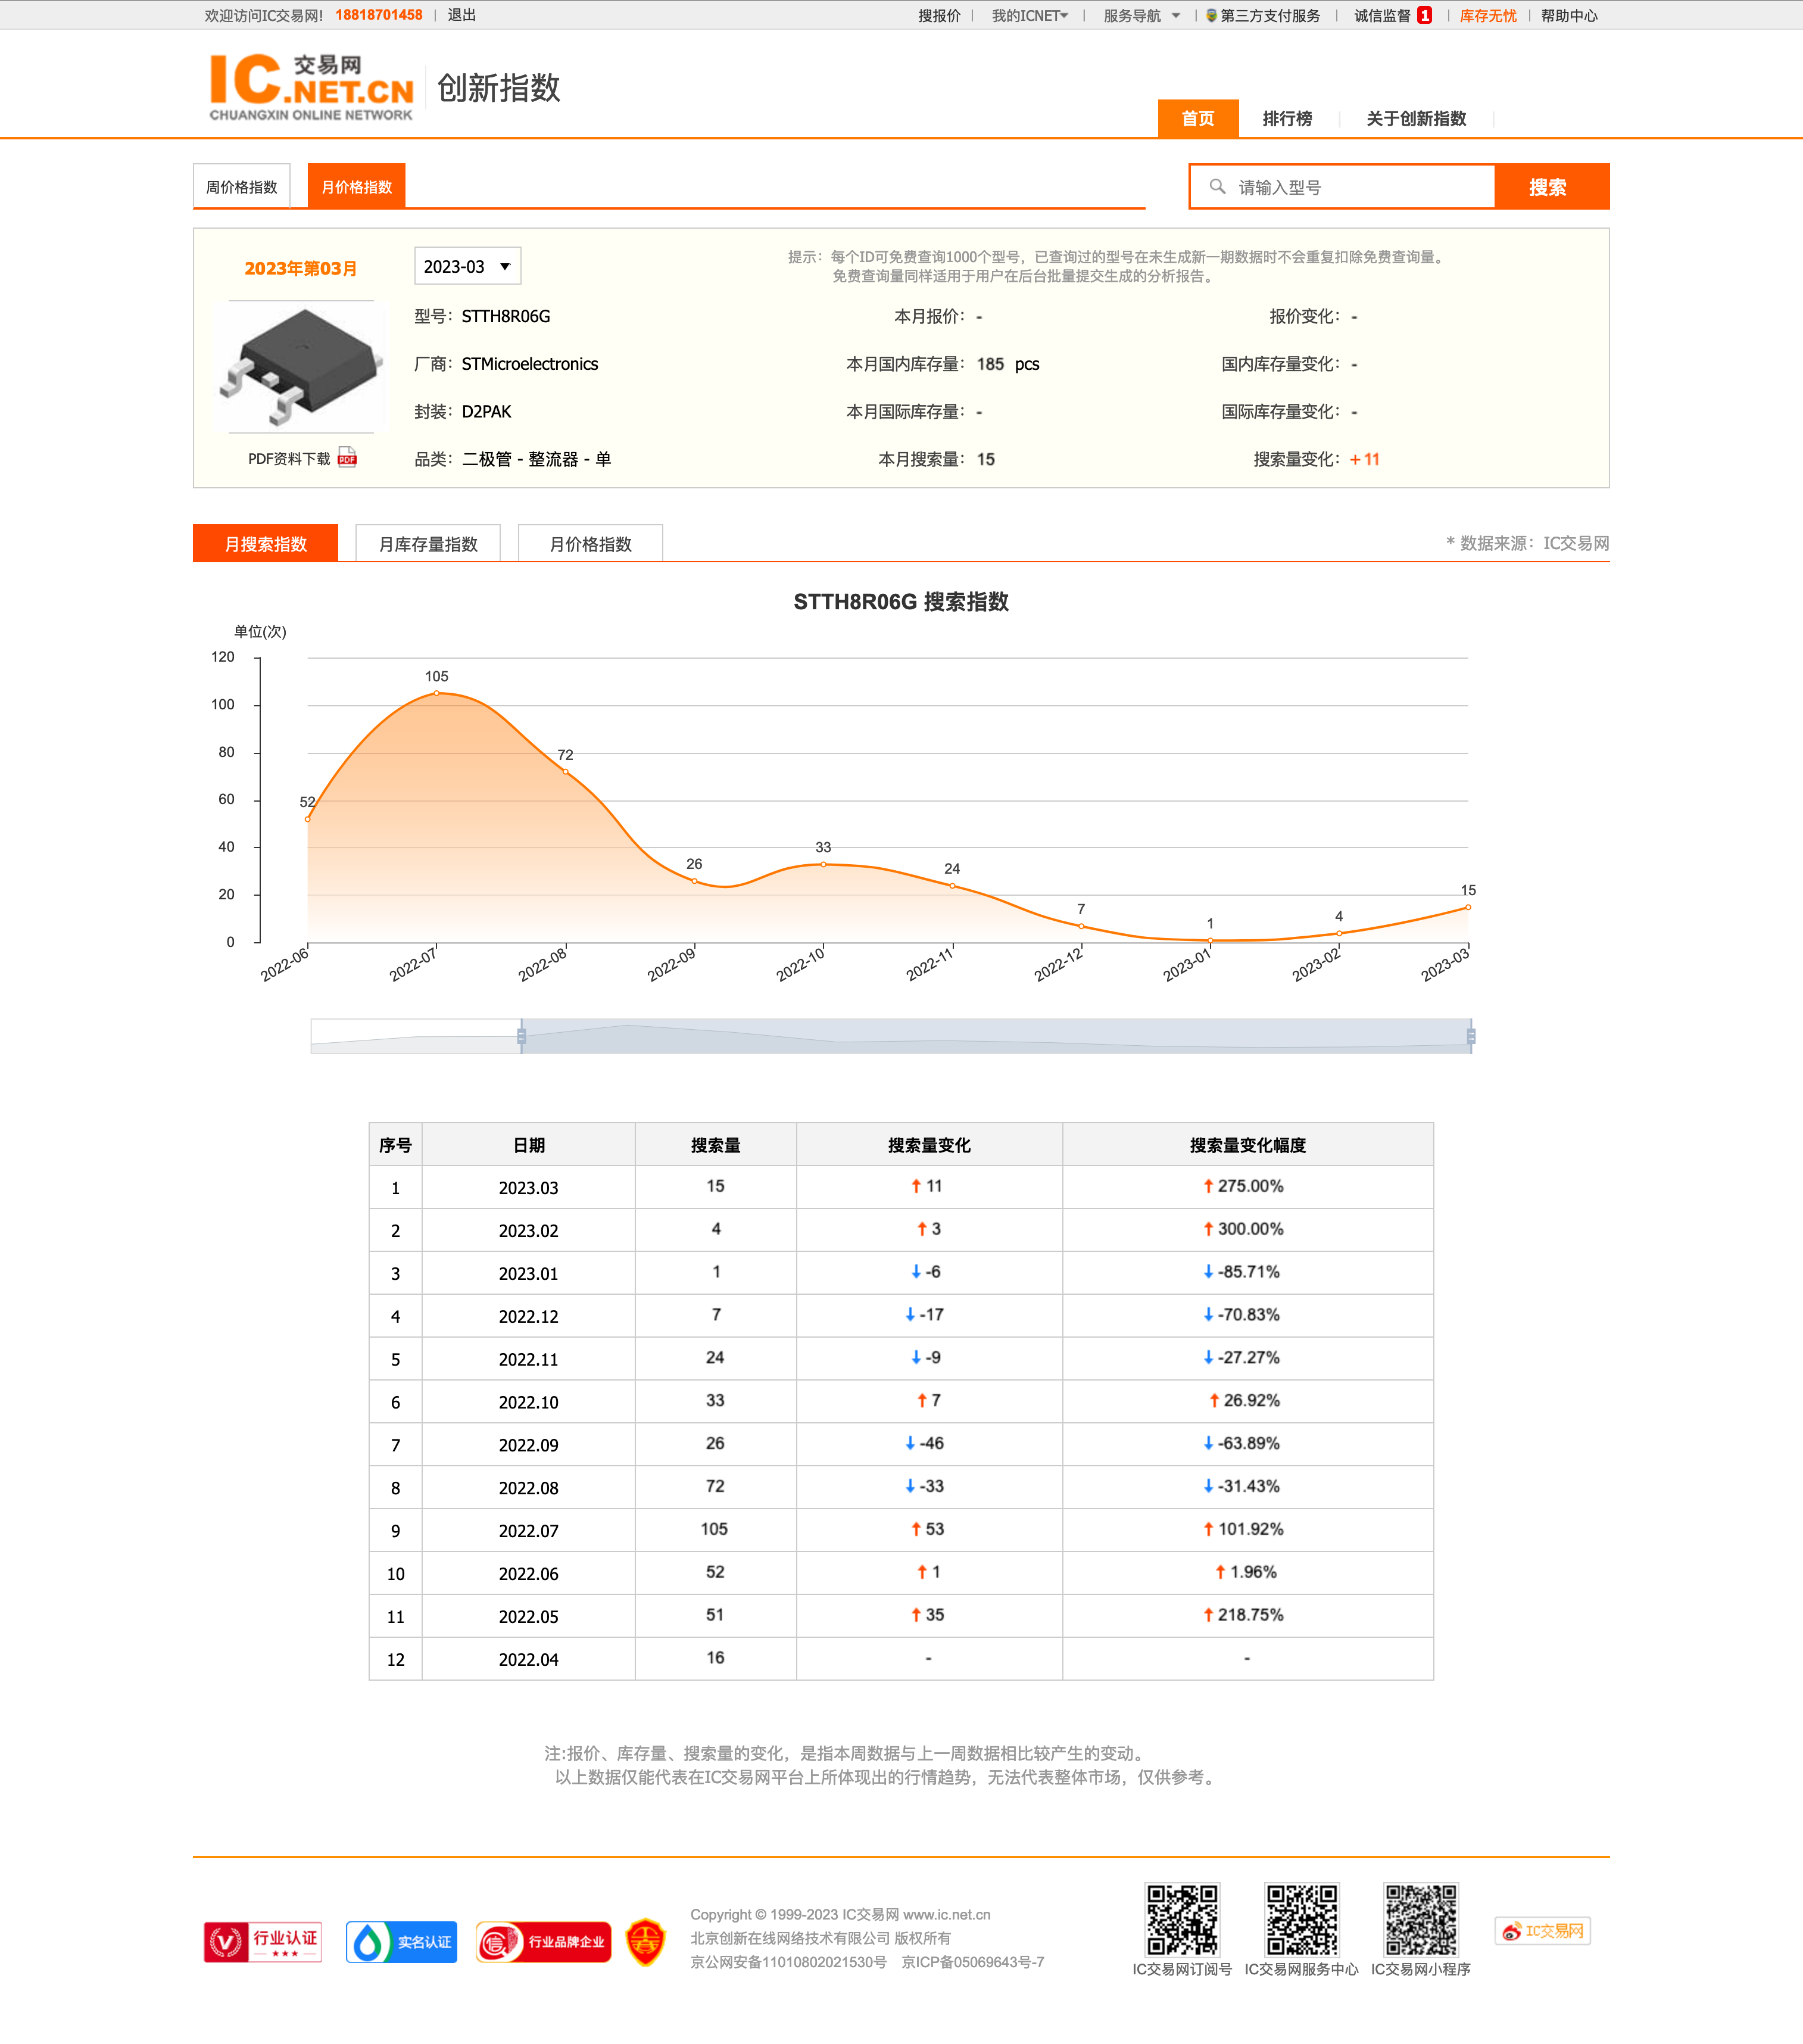 欢迎访问IC交易网! 18818701458 | 退出
搜报价 | 我的ICNET | 服务导航 | 第三方支付服务 | 诚信监督 1 | 库存无忧 | 帮助中心
IC交易网
.NET.CN
CHUANGXIN ONLINE NETWORK
创新指数
首页 排行榜 关于创新指数
周价格指数 月价格指数
请输入型号 搜索
2023年第03月 2023-03
提示：每个ID可免费查询1000个型号，已查询过的型号在未生成新一期数据时不会重复扣除免费查询量。
免费查询量同样适用于用户在后台批量提交生成的分析报告。
型号：STTH8R06G 本月报价：- 报价变化：-
厂商：STMicroelectronics 本月国内库存量：185 pcs 国内库存量变化：-
封装：D2PAK 本月国际库存量：- 国际库存量变化：-
PDF资料下载 PDF 品类：二极管 - 整流器 - 单 本月搜索量：15 搜索量变化：+11
月搜索指数 月库存量指数 月价格指数 * 数据来源：IC交易网
STTH8R06G 搜索指数
单位(次)
120
100
80
60
40
20
0
52
105
72
26
33
24
7
1
4
15
2022-06 2022-07 2022-08 2022-09 2022-10 2022-11 2022-12 2023-01 2023-02 2023-03
序号 日期 搜索量 搜索量变化 搜索量变化幅度
1 2023.03 15 ↑ 11 ↑ 275.00%
2 2023.02 4 ↑ 3 ↑ 300.00%
3 2023.01 1 ↓ -6 ↓ -85.71%
4 2022.12 7 ↓ -17 ↓ -70.83%
5 2022.11 24 ↓ -9 ↓ -27.27%
6 2022.10 33 ↑ 7 ↑ 26.92%
7 2022.09 26 ↓ -46 ↓ -63.89%
8 2022.08 72 ↓ -33 ↓ -31.43%
9 2022.07 105 ↑ 53 ↑ 101.92%
10 2022.06 52 ↑ 1 ↑ 1.96%
11 2022.05 51 ↑ 35 ↑ 218.75%
12 2022.04 16 - -
注:报价、库存量、搜索量的变化，是指本周数据与上一周数据相比较产生的变动。
以上数据仅能代表在IC交易网平台上所体现出的行情趋势，无法代表整体市场，仅供参考。
行业认证
实名认证
信 行业品牌企业
Copyright © 1999-2023 IC交易网 www.ic.net.cn
北京创新在线网络技术有限公司 版权所有
京公网安备11010802021530号 京ICP备05069643号-7
IC交易网订阅号 IC交易网服务中心 IC交易网小程序
IC交易网